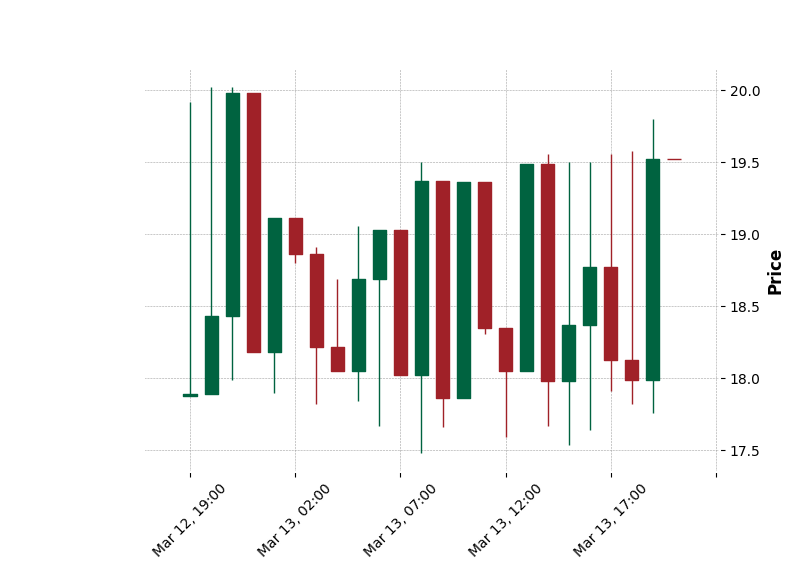 20.0
19.5
19.0
18.5
18.0
17.5
Price
Mar 12, 19:00
Mar 13, 02:00
Mar 13, 07:00
Mar 13, 12:00
Mar 13, 17:00